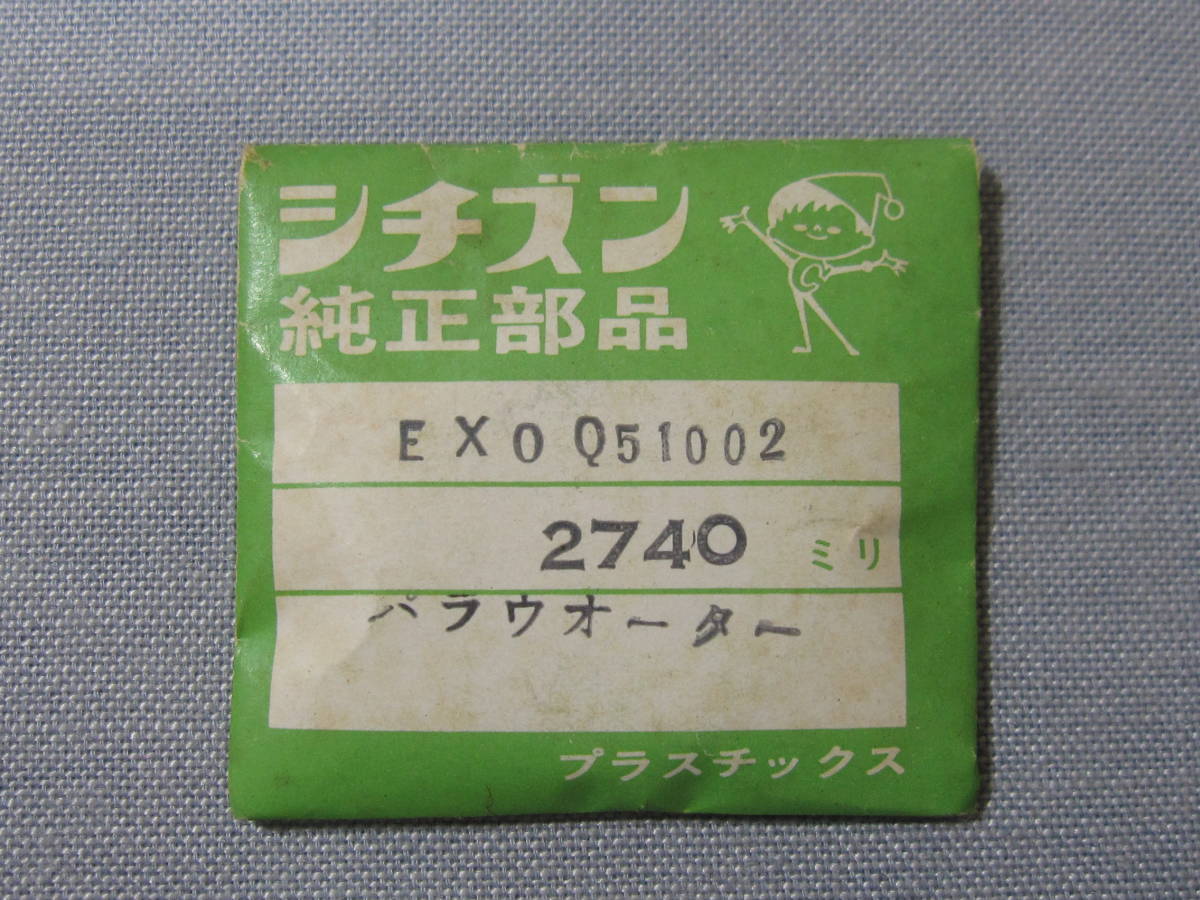 シチズン
純正部品
EXO Q51002
2740 ミリ
パラウオーター
プラスチックス